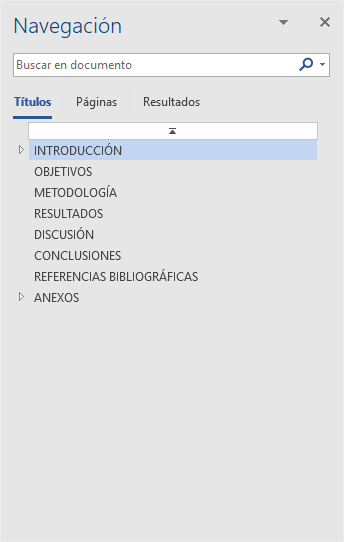 Navegación
Buscar en documento
Títulos Páginas Resultados
INTRODUCCIÓN
OBJETIVOS
METODOLOGÍA
RESULTADOS
DISCUSIÓN
CONCLUSIONES
REFERENCIAS BIBLIOGRÁFICAS
ANEXOS